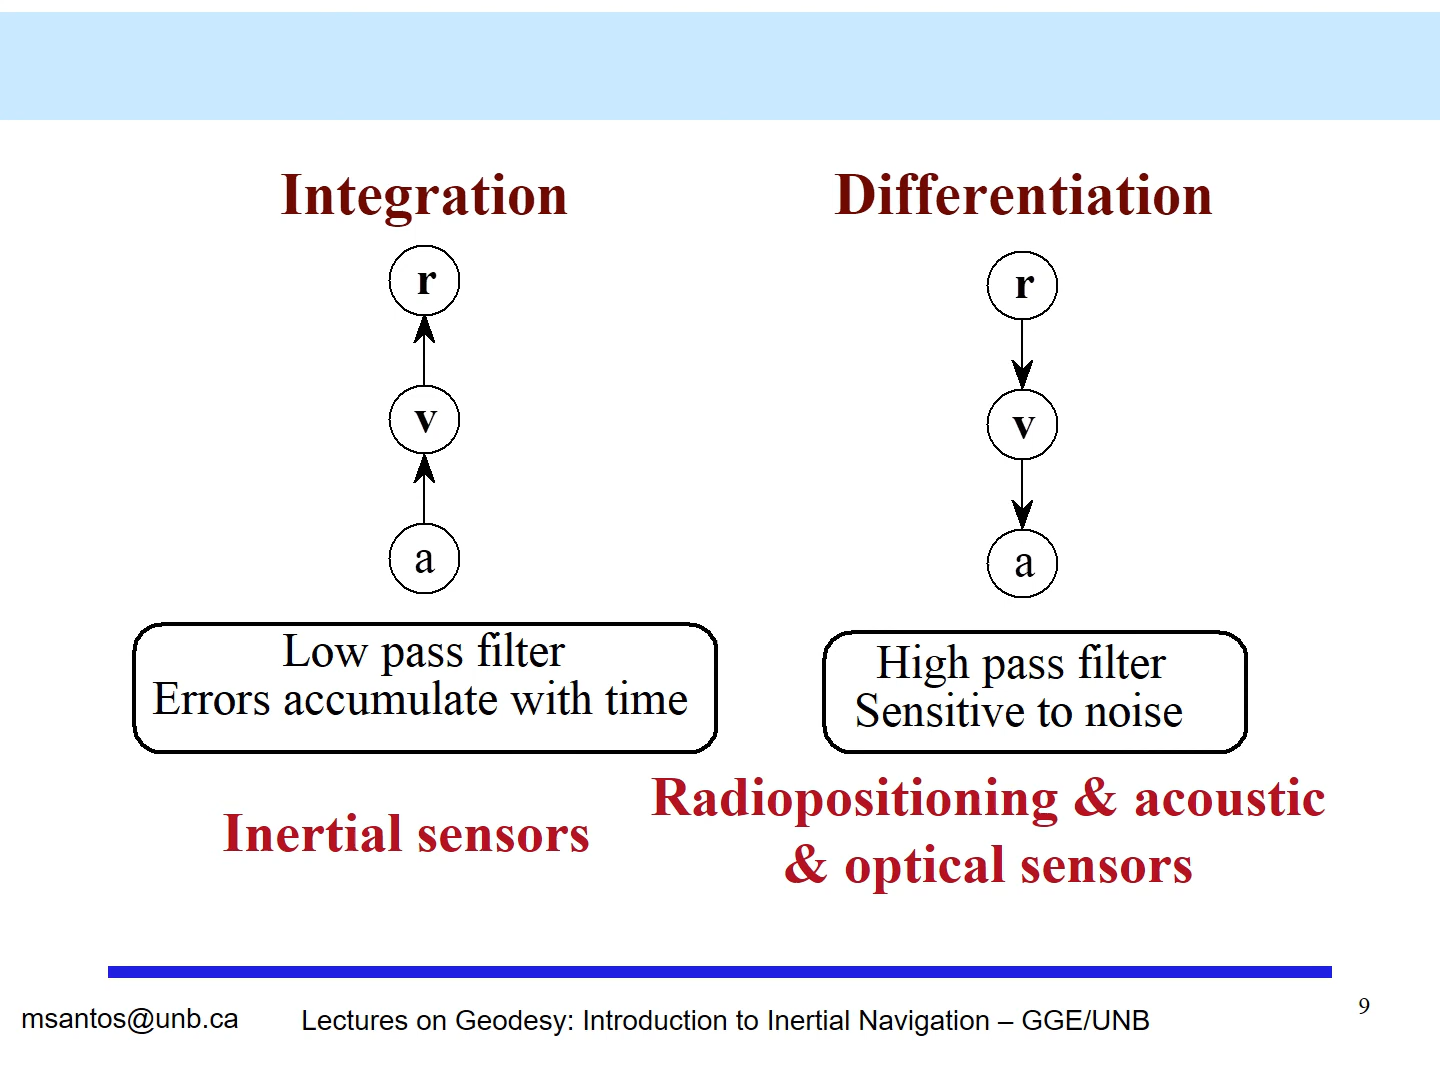 Integration
r
v
a
Low pass filter
Errors accumulate with time
Inertial sensors
Differentiation
r
v
a
High pass filter
Sensitive to noise
Radiopositioning & acoustic
& optical sensors
msantos@unb.ca
Lectures on Geodesy: Introduction to Inertial Navigation – GGE/UNB
9